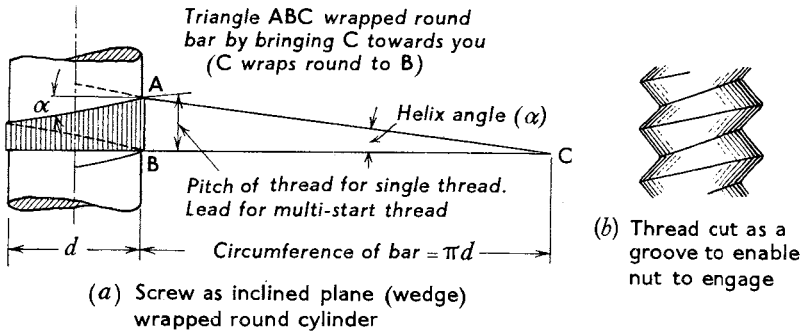 Triangle ABC wrapped round
bar by bringing C towards you
(C wraps round to B)
A
α
Helix angle (α)
B
C
Pitch of thread for single thread.
Lead for multi-start thread
d
Circumference of bar = πd
(a) Screw as inclined plane (wedge)
wrapped round cylinder
(b) Thread cut as a
groove to enable
nut to engage